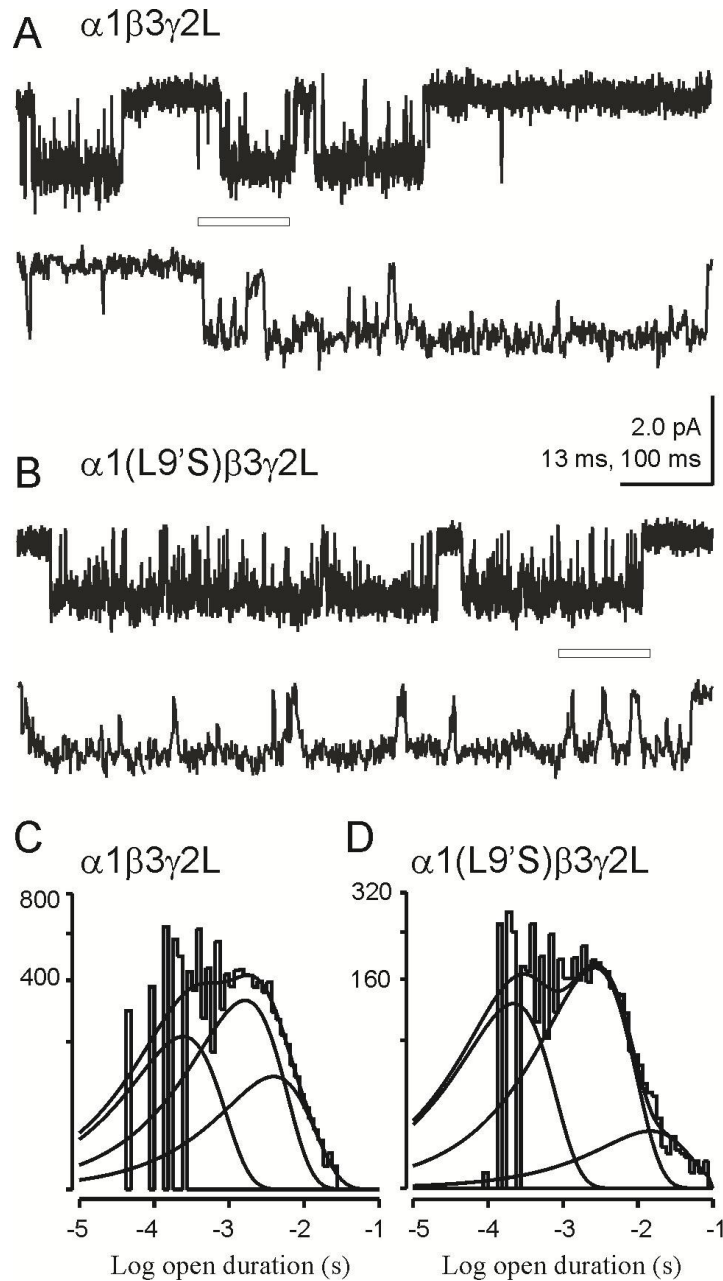 A α1β3γ2L
2.0 pA
13 ms, 100 ms
B α1(L9'S)β3γ2L
C α1β3γ2L
800
400
-5 -4 -3 -2 -1
Log open duration (s)
D α1(L9'S)β3γ2L
320
160
-5 -4 -3 -2 -1
Log open duration (s)